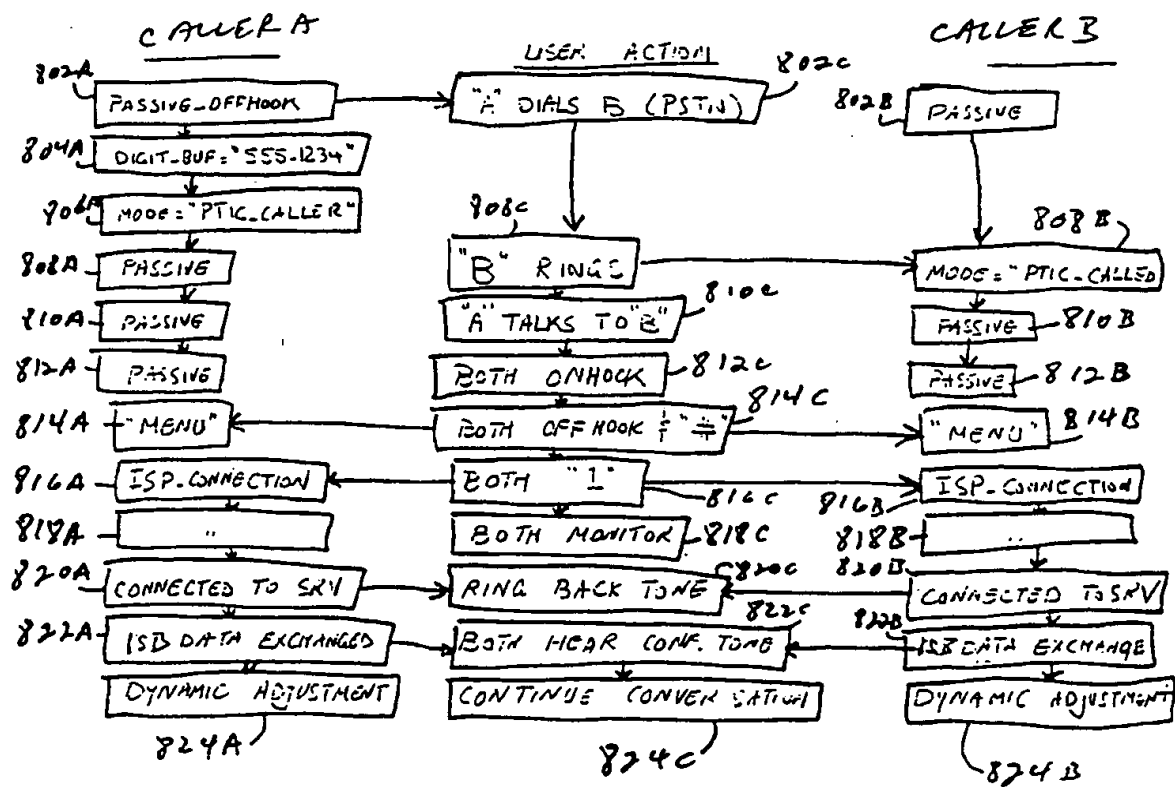 CALLER A
USER ACTION
CALLER B
802A
802C
802B
PASSIVE_OFFHOOK
"A" DIALS B (PSTN)
PASSIVE
804A
DIGIT_BUF="555-1234"
806A
MODE="PTIC_CALLER"
808C
808B
808A
PASSIVE
"B" RINGS
MODE="PTIC_CALLED
810A
PASSIVE
"A" TALKS TO "B"
810C
PASSIVE
810B
812A
PASSIVE
BOTH ONHOOK
812C
PASSIVE
812B
814A
"MENU"
BOTH OFFHOOK & "#"
814C
"MENU"
814B
816A
ISP_CONNECTION
BOTH "1"
816C
ISP_CONNECTION
816B
818A
"
BOTH MONITOR
818C
818B
..
820A
CONNECTED TO SRV
RING BACK TONE
820C
820B
CONNECTED TO SRV
822A
ISB DATA EXCHANGED
BOTH HEAR CONF. TONE
822C
822B
ISB DATA EXCHANGE
DYNAMIC ADJUSTMENT
CONTINUE CONVERSATION
DYNAMIC ADJUSTMENT
824A
824C
824B